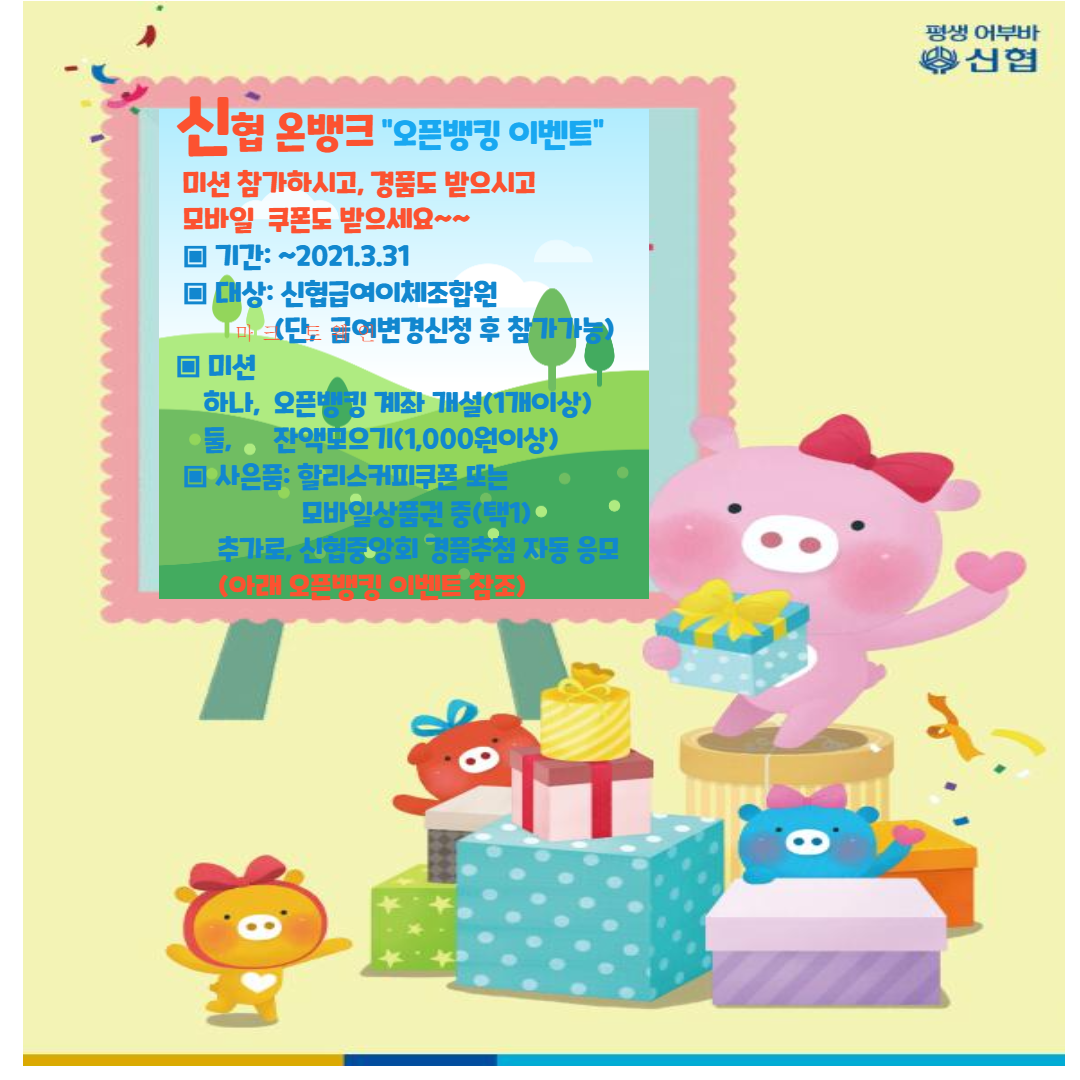 평생 어부바
신협
신협 온뱅크 "오픈뱅킹 이벤트"
미션 참가하시고, 경품도 받으시고
모바일 쿠폰도 받으세요~~
▣ 기간: ~2021.3.31
▣ 대상: 신협급여이체조합원
(단, 급여변경신청 후 참가가능)
▣ 미션
하나, 오픈뱅킹 계좌 개설(1개이상)
둘, 잔액모으기(1,000원이상)
▣ 사은품: 할리스커피쿠폰 또는
모바일상품권 중(택1)
추가로, 신협중앙회 경품추첨 자동 응모
(아래 오픈뱅킹 이벤트 참조)